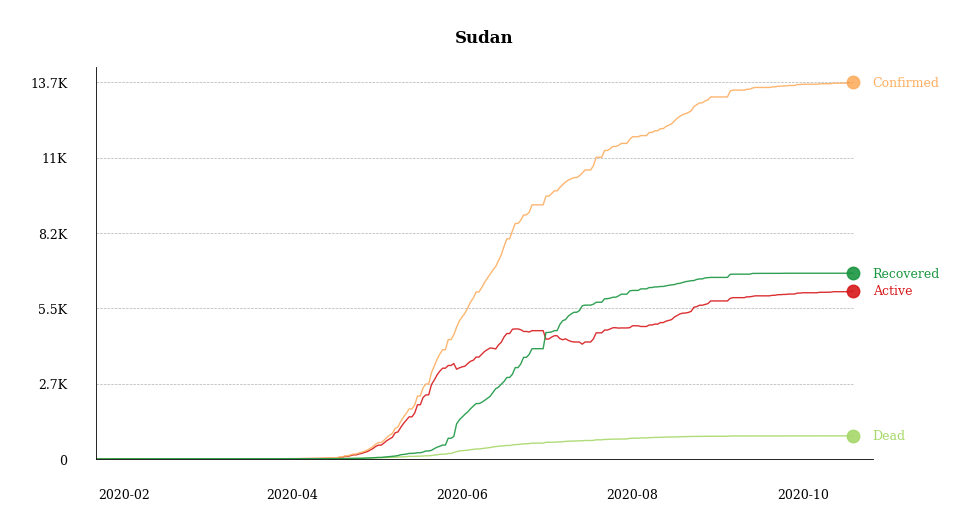 Sudan
13.7K
Confirmed
11K
8.2K
Recovered
Active
5.5K
2.7K
Dead
0
2020-02 2020-04 2020-06 2020-08 2020-10